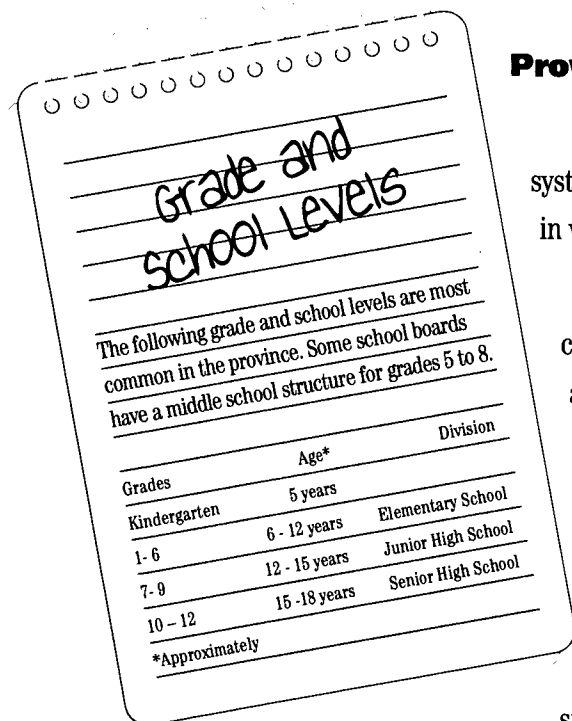 Grade and
School Levels
The following grade and school levels are most
common in the province. Some school boards
have a middle school structure for grades 5 to 8.
Grades Age* Division
Kindergarten 5 years
1- 6 6 - 12 years Elementary School
7- 9 12 - 15 years Junior High School
10 – 12 15 -18 years Senior High School
*Approximately
in